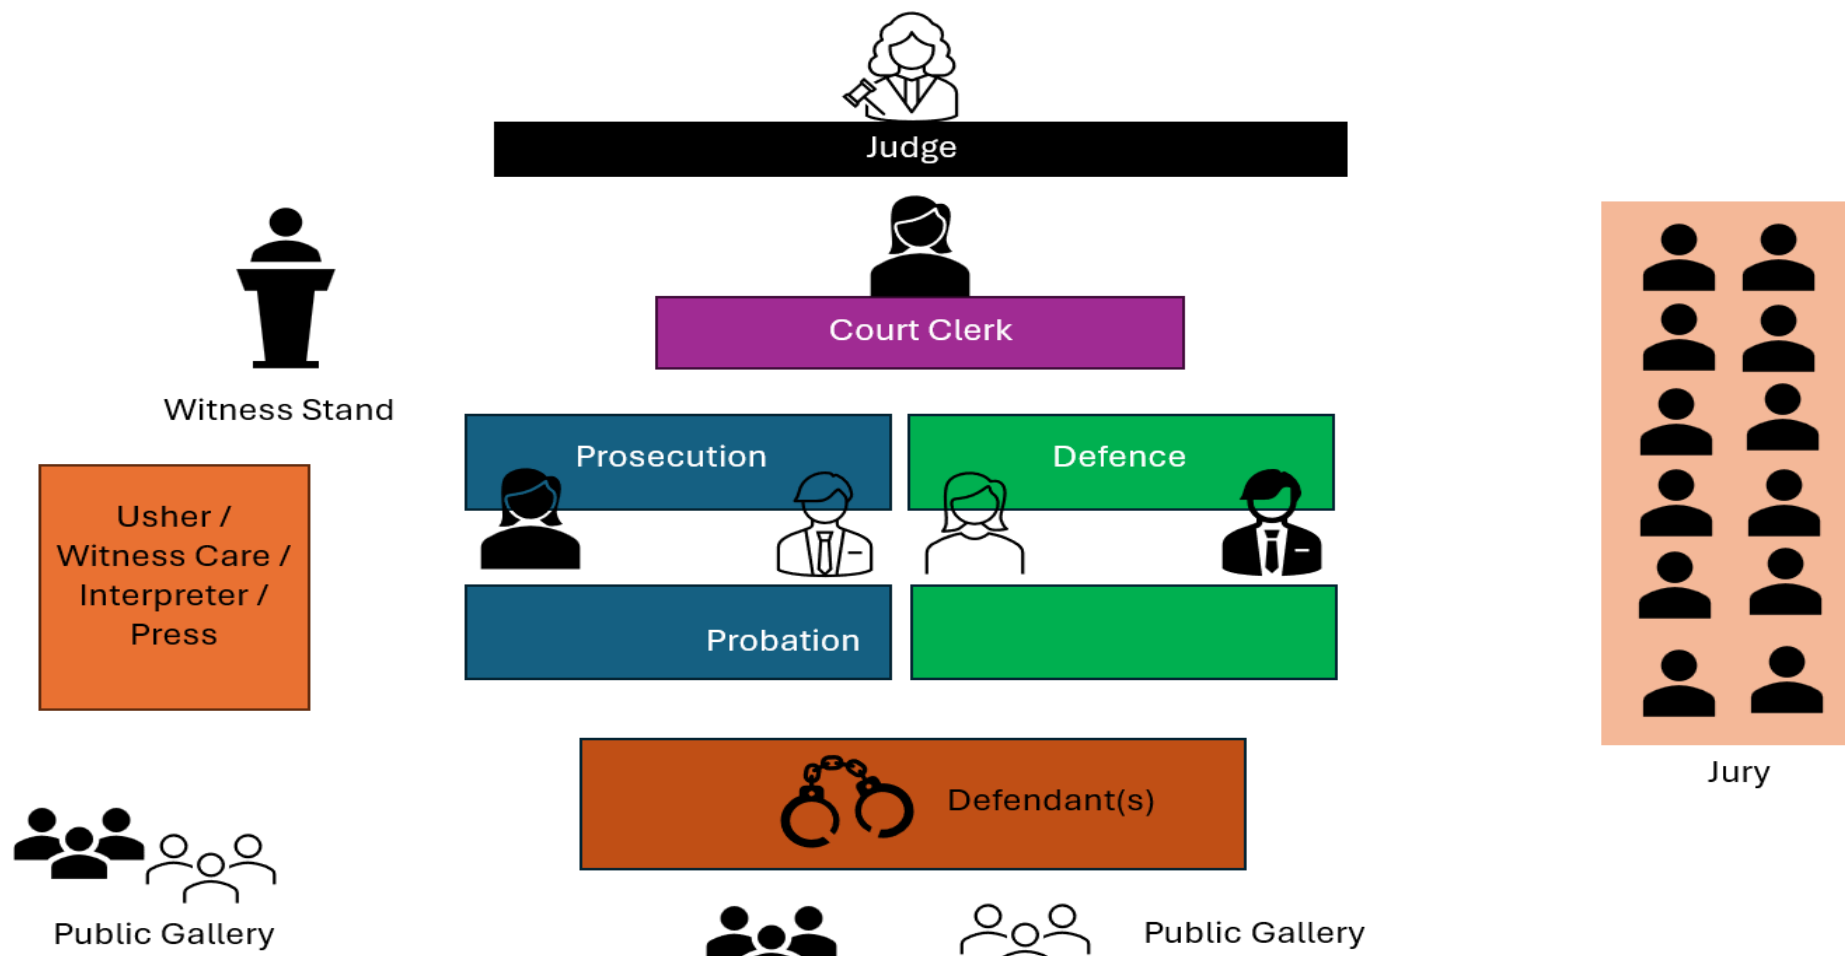 Judge
Court Clerk
Witness Stand
Prosecution
Defence
Usher /
Witness Care /
Interpreter /
Press
Probation
Defendant(s)
Jury
Public Gallery
Public Gallery